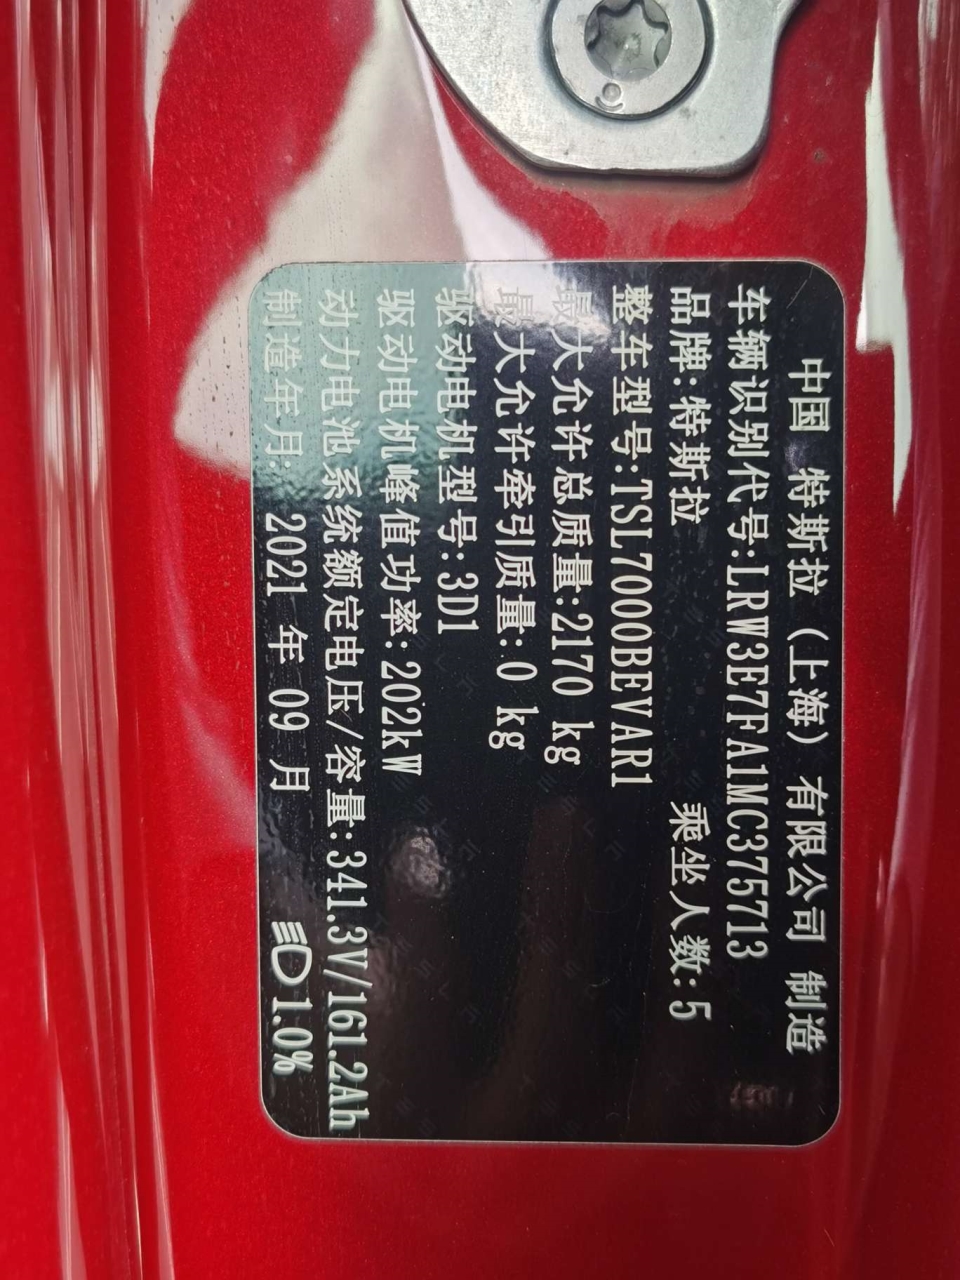 中国 特斯拉（上海）有限公司 制造
车辆识别代号:LRW3E7FA1MC375713
品牌:特斯拉 乘坐人数:5
整车型号:TSL7000BEVAR1
最大允许总质量:2170 kg
最大允许牵引质量:0 kg
驱动电机型号:3D1
驱动电机峰值功率:202kW
动力电池系统额定电压/容量:341.3V/161.2Ah
制造年月: 2021 年 09 月 1.0%